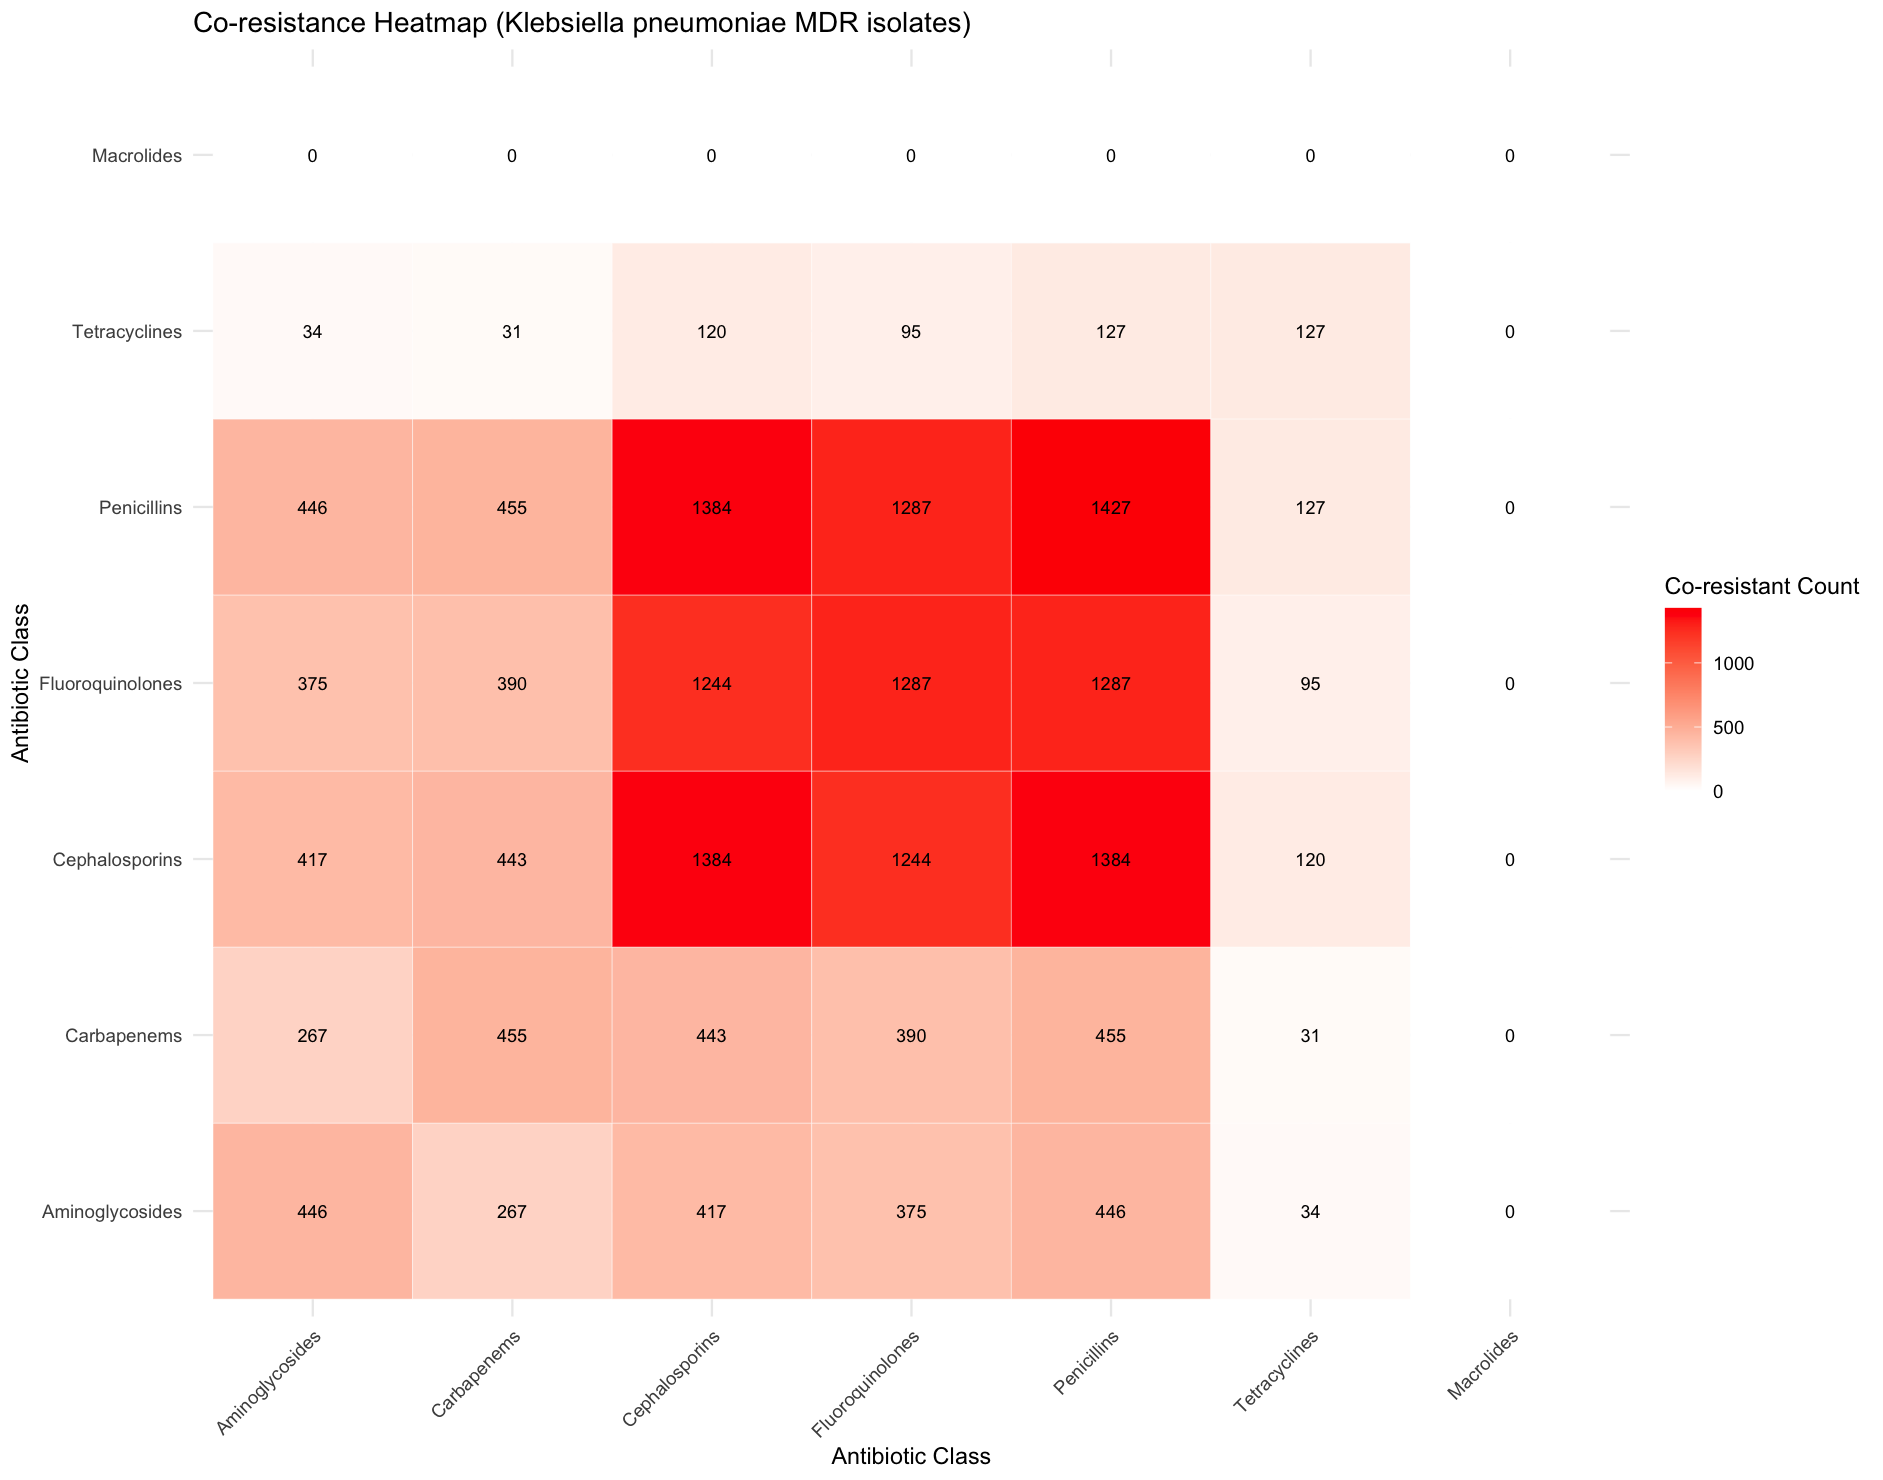 Co-resistance Heatmap (Klebsiella pneumoniae MDR isolates)
Macrolides 0 0 0 0 0 0 0
Tetracyclines 34 31 120 95 127 127 0
Penicillins 446 455 1384 1287 1427 127 0
Fluoroquinolones 375 390 1244 1287 1287 95 0
Cephalosporins 417 443 1384 1244 1384 120 0
Carbapenems 267 455 443 390 455 31 0
Aminoglycosides 446 267 417 375 446 34 0
Antibiotic Class
Aminoglycosides
Carbapenems
Cephalosporins
Fluoroquinolones
Penicillins
Tetracyclines
Macrolides
Antibiotic Class
Co-resistant Count
1000
500
0